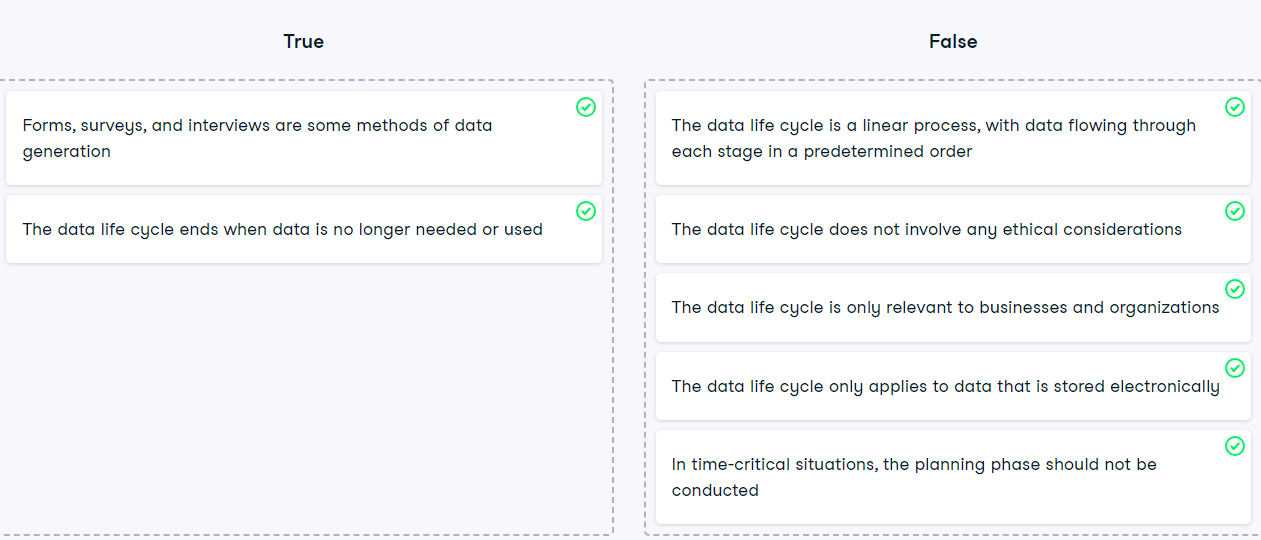 True
Forms, surveys, and interviews are some methods of data
generation
The data life cycle ends when data is no longer needed or used
False
The data life cycle is a linear process, with data flowing through
each stage in a predetermined order
The data life cycle does not involve any ethical considerations
The data life cycle is only relevant to businesses and organizations
The data life cycle only applies to data that is stored electronically
In time-critical situations, the planning phase should not be
conducted